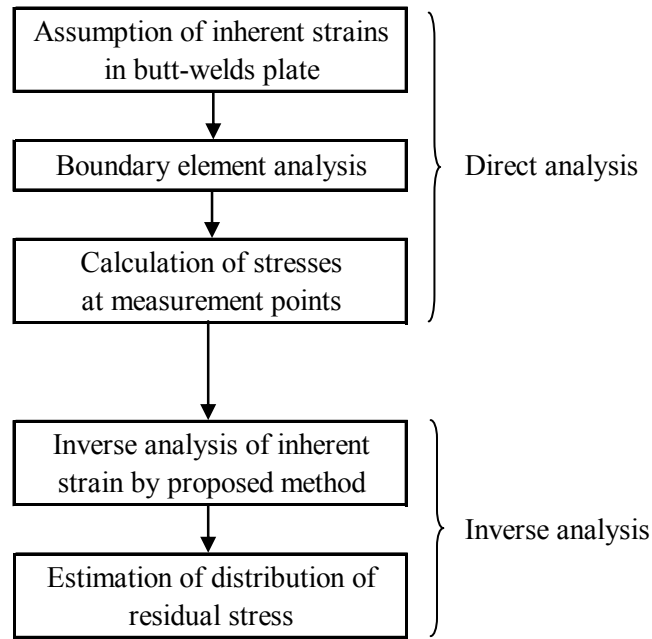 Assumption of inherent strains
in butt-welds plate
Boundary element analysis
Direct analysis
Calculation of stresses
at measurement points
Inverse analysis of inherent
strain by proposed method
Inverse analysis
Estimation of distribution of
residual stress